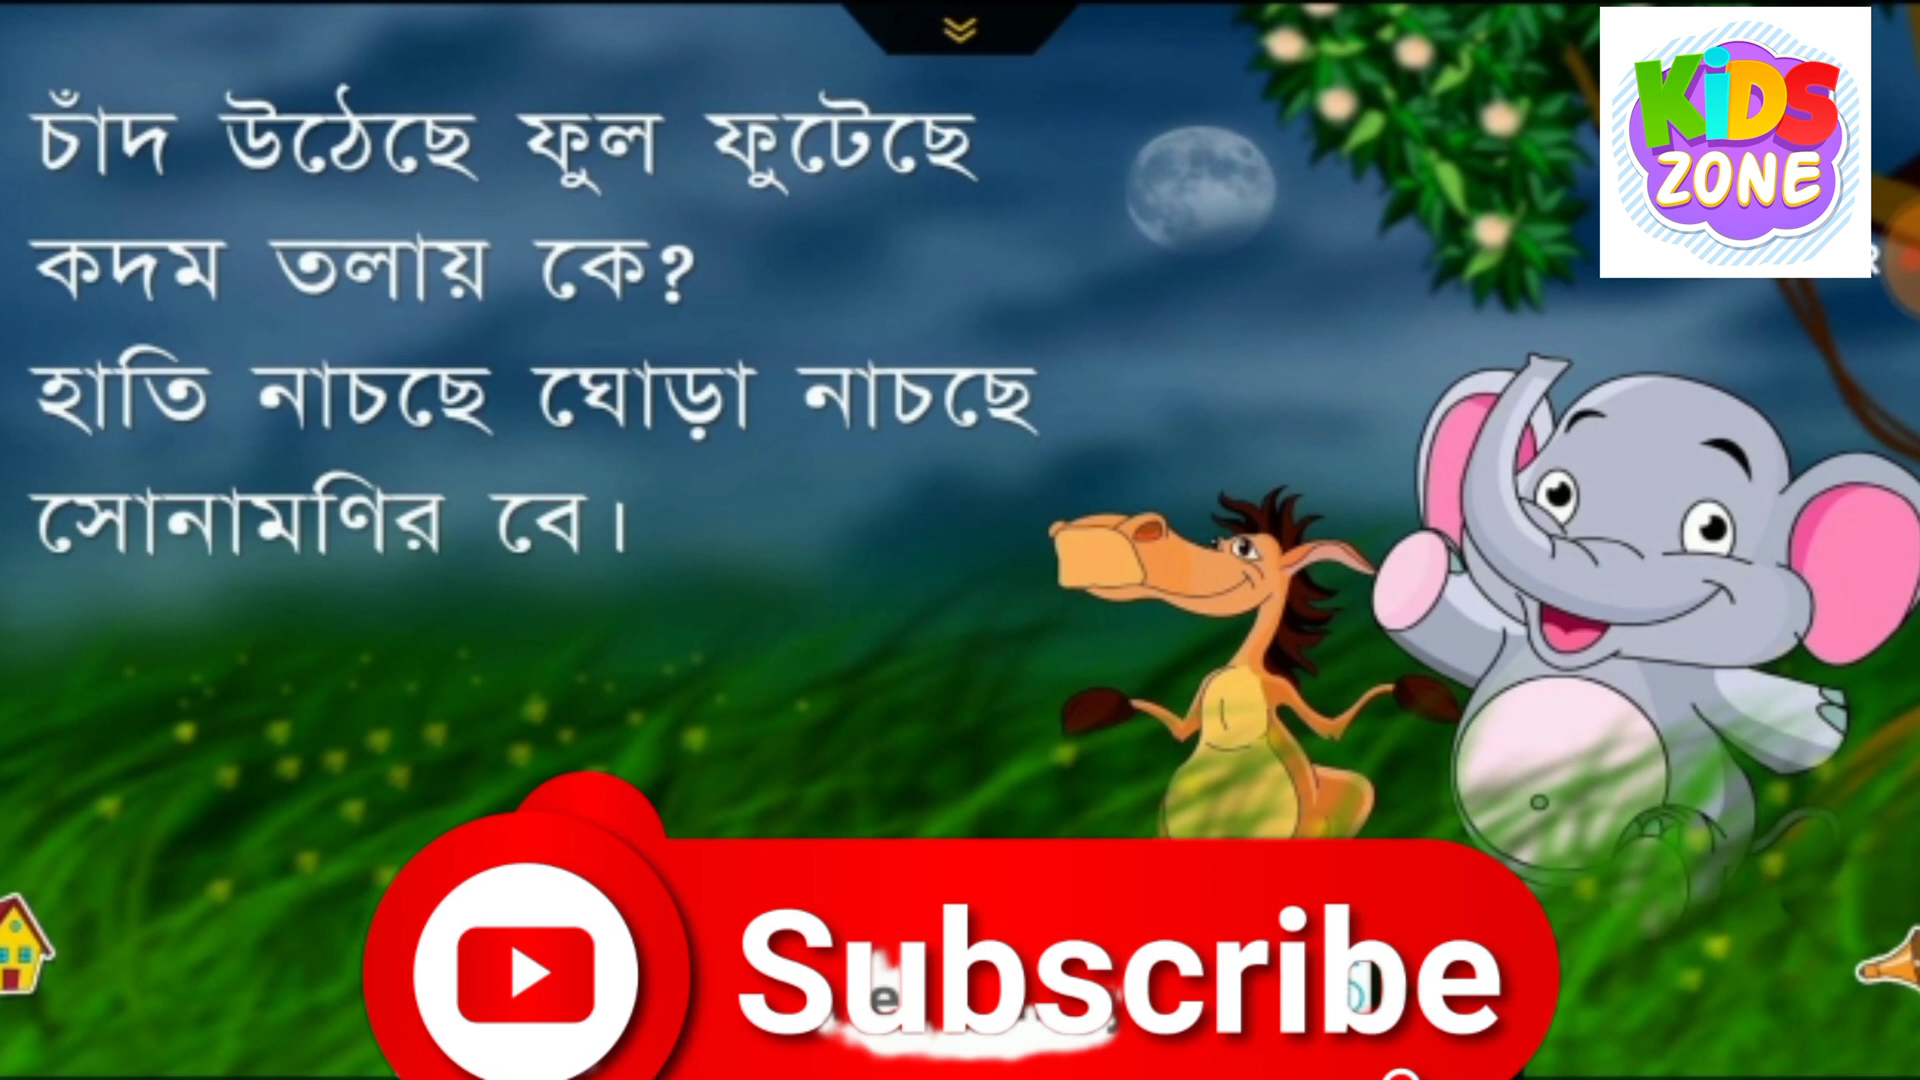 চাঁদ উঠেছে ফুল ফুটেছে
কদম তলায় কে?
হাতি নাচছে ঘোড়া নাচছে
সোনামণির বে।
KiDS
ZONE
Subscribe